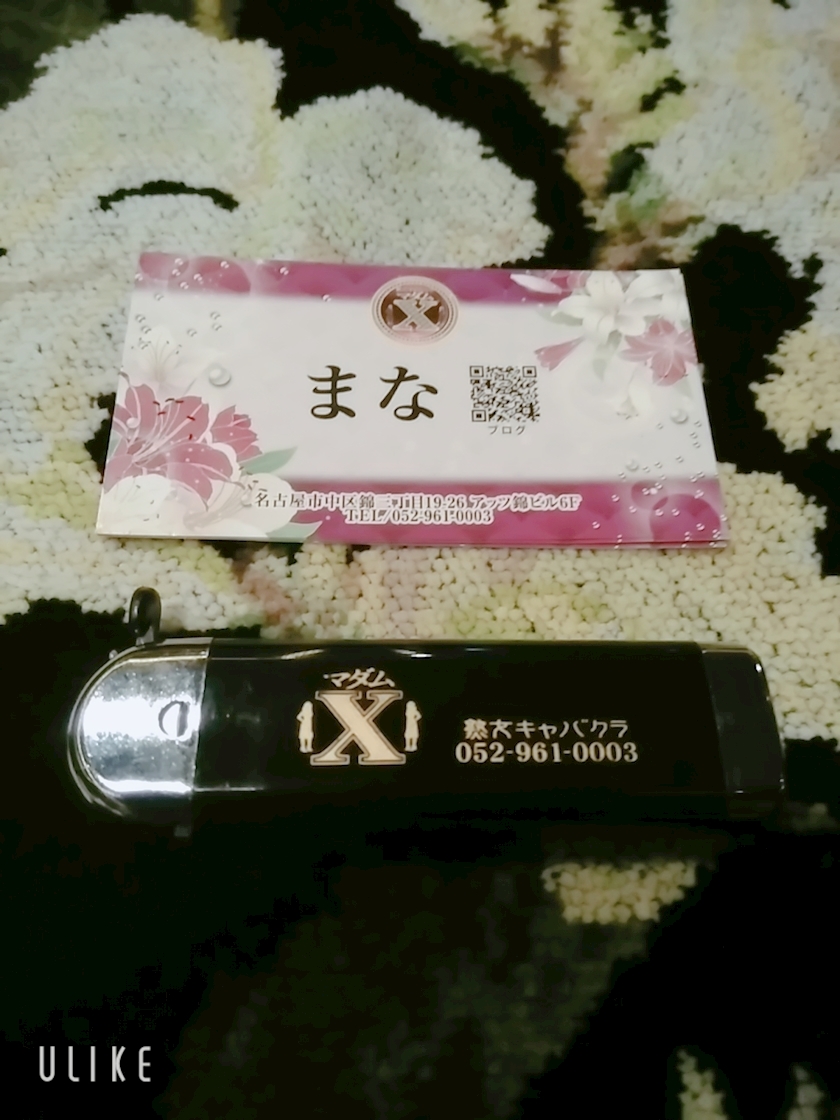 マダム
X
まな
ブログ
名古屋市中区錦三丁目19-26 アッツ錦ビル6F
TEL/052-961-0003
マダム
X
熟女キャバクラ
052-961-0003
ULIKE